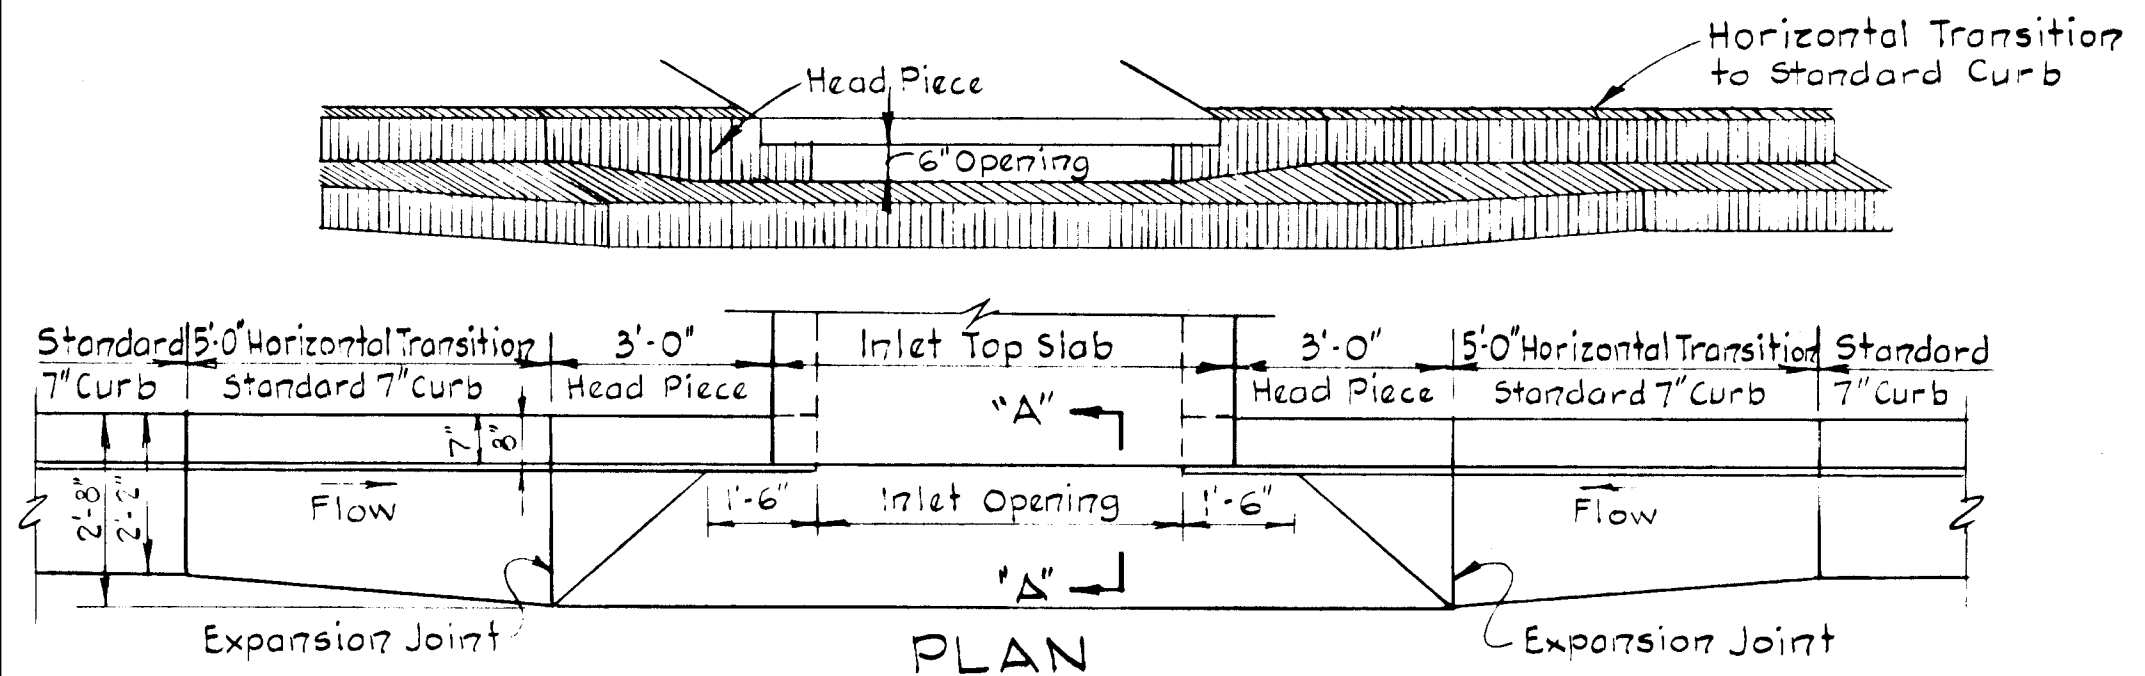 Horizontal Transition
to Standard Curb
Head Piece
6" Opening
Standard 5'-0" Horizontal Transition 3'-0" Inlet Top Slab 3'-0" 5'-0" Horizontal Transition Standard
7" Curb Standard 7" Curb Head Piece Head Piece Standard 7" Curb 7" Curb
"A"
7"
8"
2'-8"
2'-2"
Flow
1'-6" Inlet Opening 1'-6"
Flow
"A"
Expansion Joint
PLAN
Expansion Joint